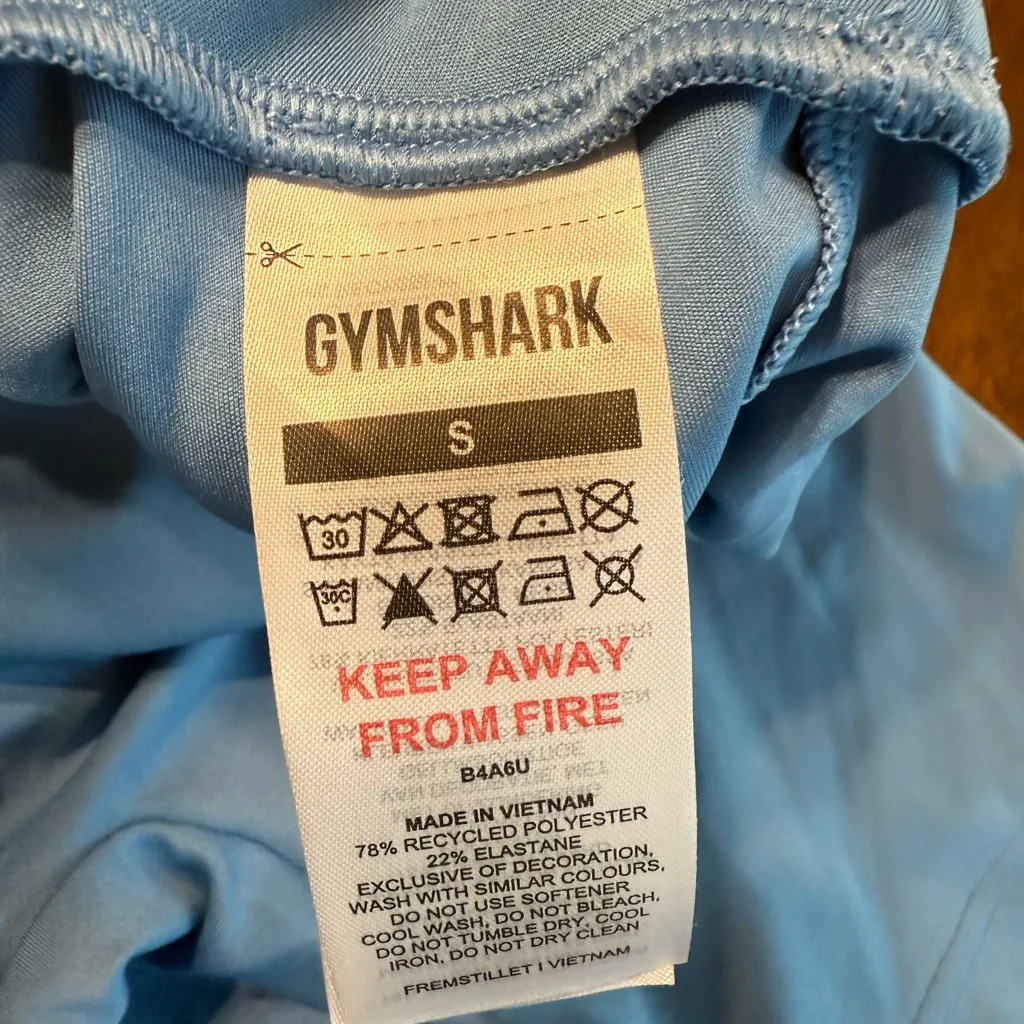 GYMSHARK
S
30
30C
KEEP AWAY
FROM FIRE
B4A6U
MADE IN VIETNAM
78% RECYCLED POLYESTER
22% ELASTANE
EXCLUSIVE OF DECORATION,
WASH WITH SIMILAR COLOURS,
DO NOT USE SOFTENER
COOL WASH, DO NOT BLEACH,
DO NOT TUMBLE DRY, COOL
IRON, DO NOT DRY CLEAN
FREMSTILLET I VIETNAM